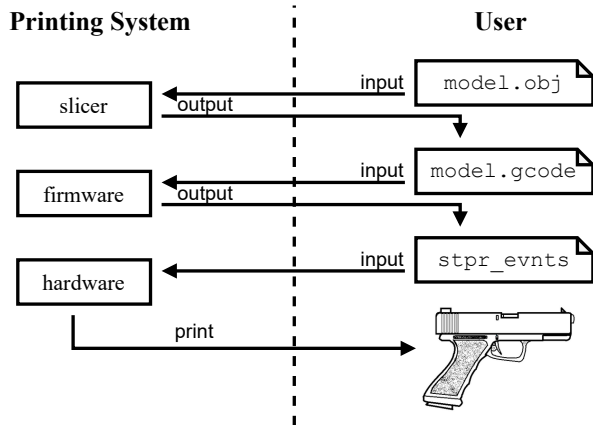 Printing System
User
input
model.obj
slicer
output
input
model.gcode
firmware
output
input
stpr_evnts
hardware
print